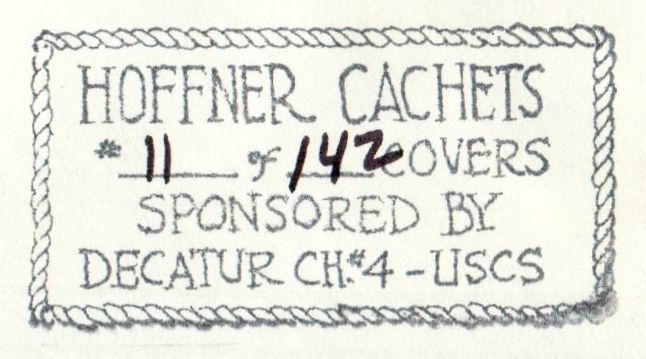 HOFFNER CACHETS
# 11 of 142 COVERS
SPONSORED BY
DECATUR CH.#4-USCS